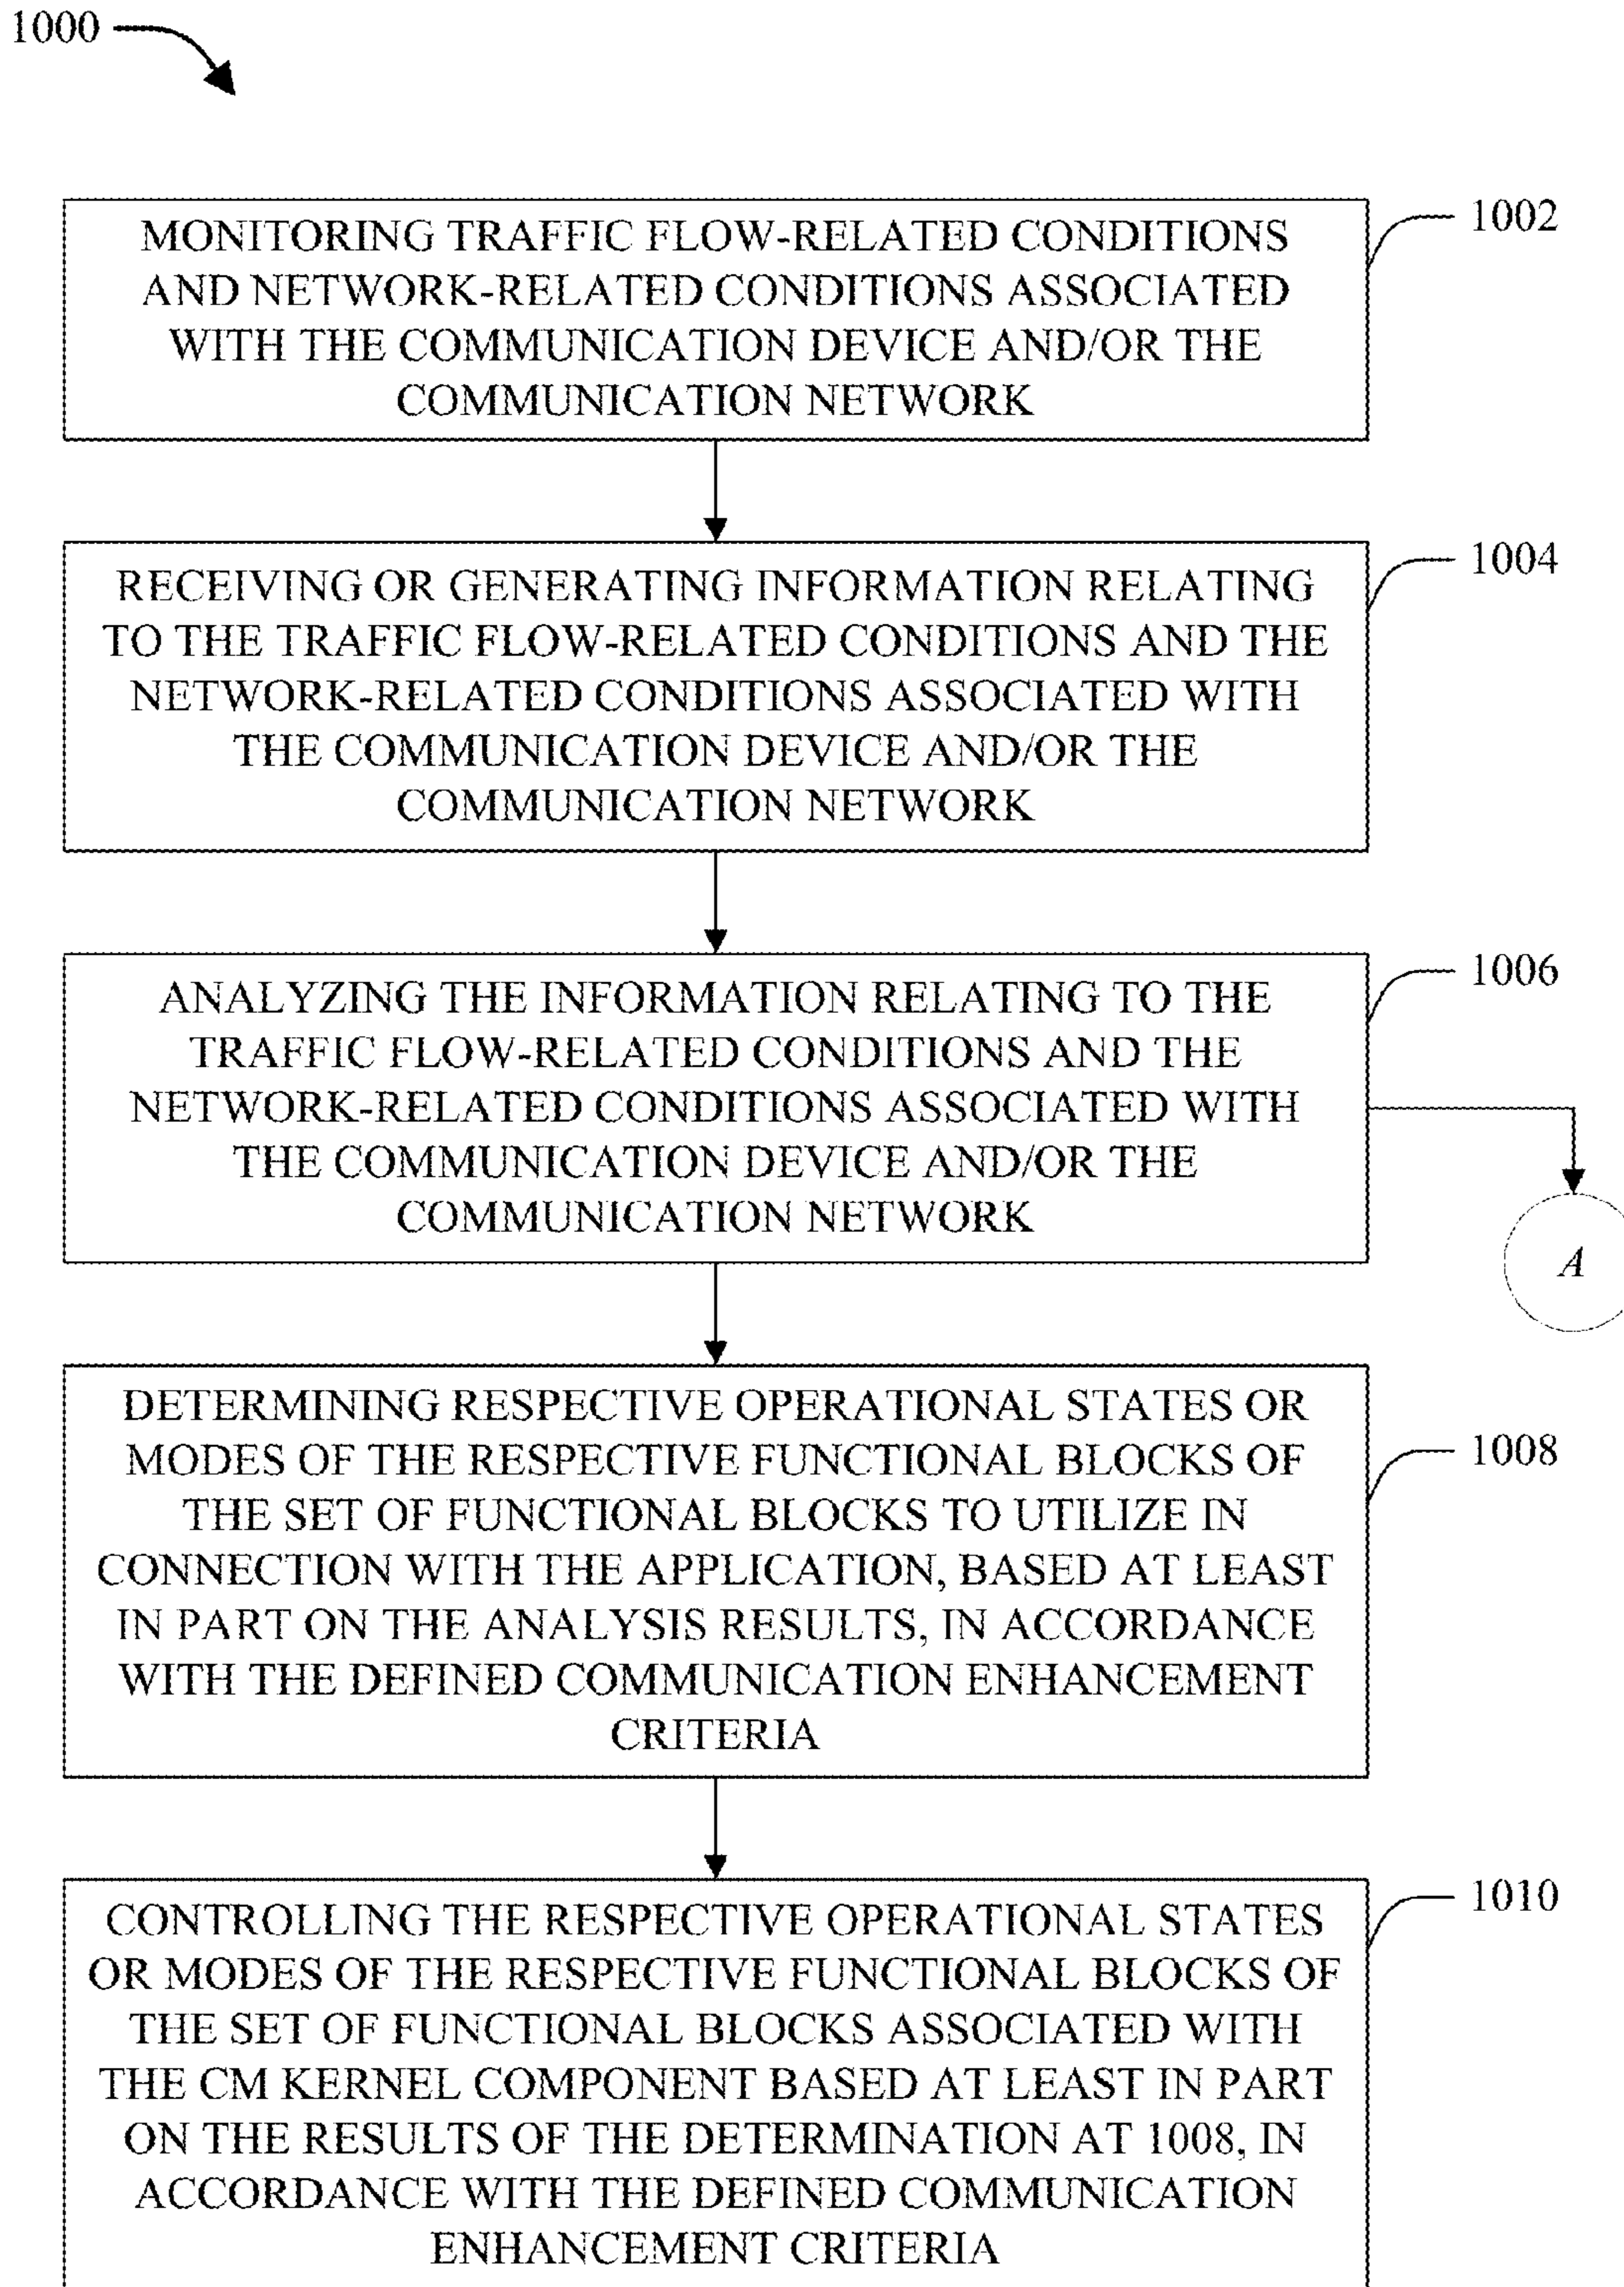 1000
MONITORING TRAFFIC FLOW-RELATED CONDITIONS
AND NETWORK-RELATED CONDITIONS ASSOCIATED
WITH THE COMMUNICATION DEVICE AND/OR THE
COMMUNICATION NETWORK
1002
RECEIVING OR GENERATING INFORMATION RELATING
TO THE TRAFFIC FLOW-RELATED CONDITIONS AND THE
NETWORK-RELATED CONDITIONS ASSOCIATED WITH
THE COMMUNICATION DEVICE AND/OR THE
COMMUNICATION NETWORK
1004
ANALYZING THE INFORMATION RELATING TO THE
TRAFFIC FLOW-RELATED CONDITIONS AND THE
NETWORK-RELATED CONDITIONS ASSOCIATED WITH
THE COMMUNICATION DEVICE AND/OR THE
COMMUNICATION NETWORK
1006
A
DETERMINING RESPECTIVE OPERATIONAL STATES OR
MODES OF THE RESPECTIVE FUNCTIONAL BLOCKS OF
THE SET OF FUNCTIONAL BLOCKS TO UTILIZE IN
CONNECTION WITH THE APPLICATION, BASED AT LEAST
IN PART ON THE ANALYSIS RESULTS, IN ACCORDANCE
WITH THE DEFINED COMMUNICATION ENHANCEMENT
CRITERIA
1008
CONTROLLING THE RESPECTIVE OPERATIONAL STATES
OR MODES OF THE RESPECTIVE FUNCTIONAL BLOCKS OF
THE SET OF FUNCTIONAL BLOCKS ASSOCIATED WITH
THE CM KERNEL COMPONENT BASED AT LEAST IN PART
ON THE RESULTS OF THE DETERMINATION AT 1008, IN
ACCORDANCE WITH THE DEFINED COMMUNICATION
ENHANCEMENT CRITERIA
1010